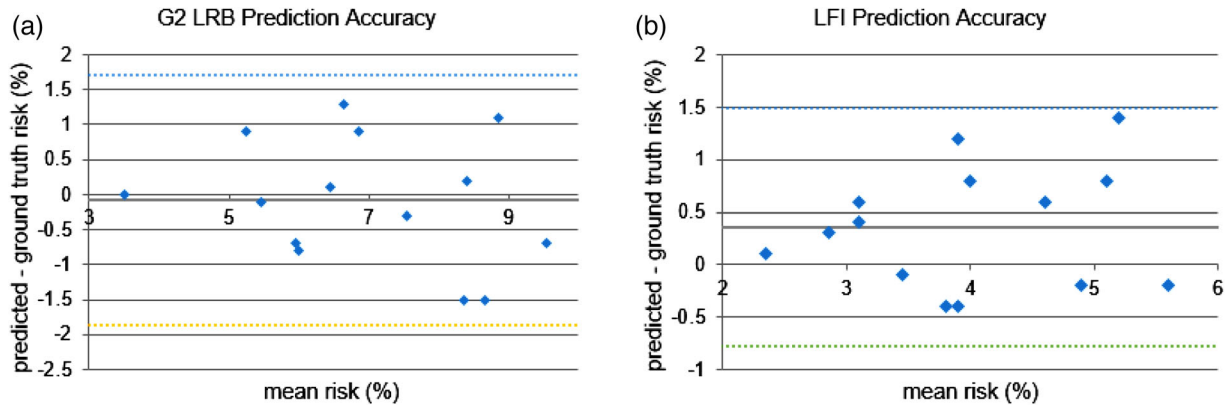 (a)
G2 LRB Prediction Accuracy
predicted - ground truth risk (%)
2
1.5
1
0.5
0
-0.5
-1
-1.5
-2
-2.5
3 5 7 9
mean risk (%)
(b)
LFI Prediction Accuracy
predicted - ground truth risk (%)
2
1.5
1
0.5
0
-0.5
-1
2 3 4 5 6
mean risk (%)